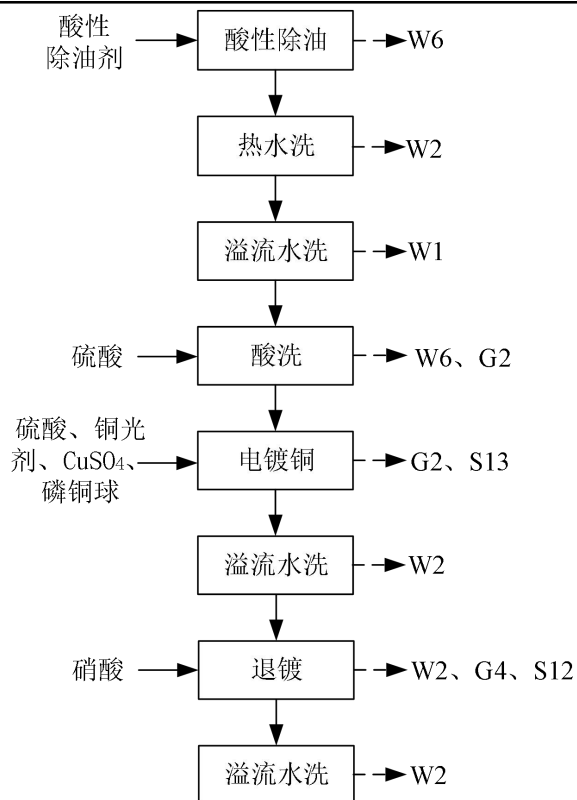 酸性
除油剂
酸性除油
W6
热水洗
W2
溢流水洗
W1
硫酸
酸洗
W6、G2
硫酸、铜光
剂、CuSO₄、
磷铜球
电镀铜
G2、S13
溢流水洗
W2
硝酸
退镀
W2、G4、S12
溢流水洗
W2